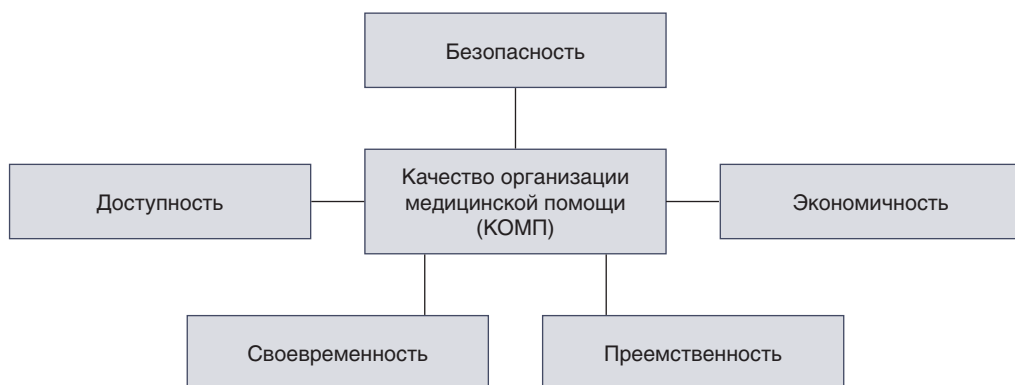 Безопасность
Доступность
Качество организации
медицинской помощи
(КОМП)
Экономичность
Своевременность
Преемственность